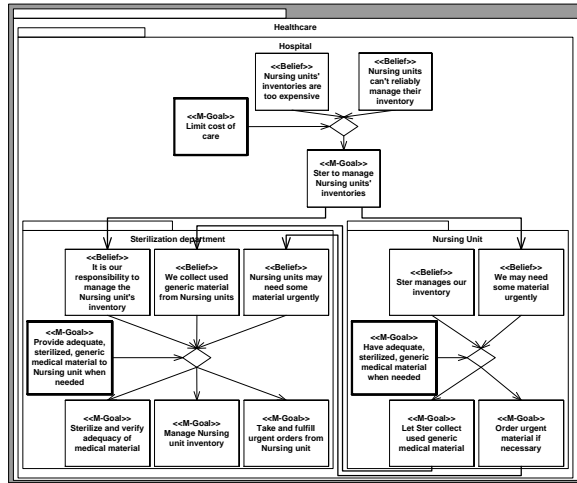 Healthcare
Hospital
<<Belief>>
Nursing units'
inventories are
too expensive
<<Belief>>
Nursing units
can't reliably
manage their
inventory
<<M-Goal>>
Limit cost of
care
<<M-Goal>>
Ster to manage
Nursing units'
inventories
Sterilization department
<<Belief>>
It is our
responsibility to
manage the
Nursing unit's
inventory
<<Belief>>
We collect used
generic material
from Nursing units
<<Belief>>
Nursing units may
need some
material urgently
<<M-Goal>>
Provide adequate,
sterilized, generic
medical material to
Nursing unit when
needed
<<M-Goal>>
Sterilize and verify
adequacy of
medical material
<<M-Goal>>
Manage Nursing
unit inventory
<<M-Goal>>
Take and fulfill
urgent orders from
Nursing unit
Nursing Unit
<<Belief>>
Ster manages our
inventory
<<Belief>>
We may need
some material
urgently
<<M-Goal>>
Have adequate,
sterilized, generic
medical material
when needed
<<M-Goal>>
Let Ster collect
used generic
medical material
<<M-Goal>>
Order urgent
material if
necessary